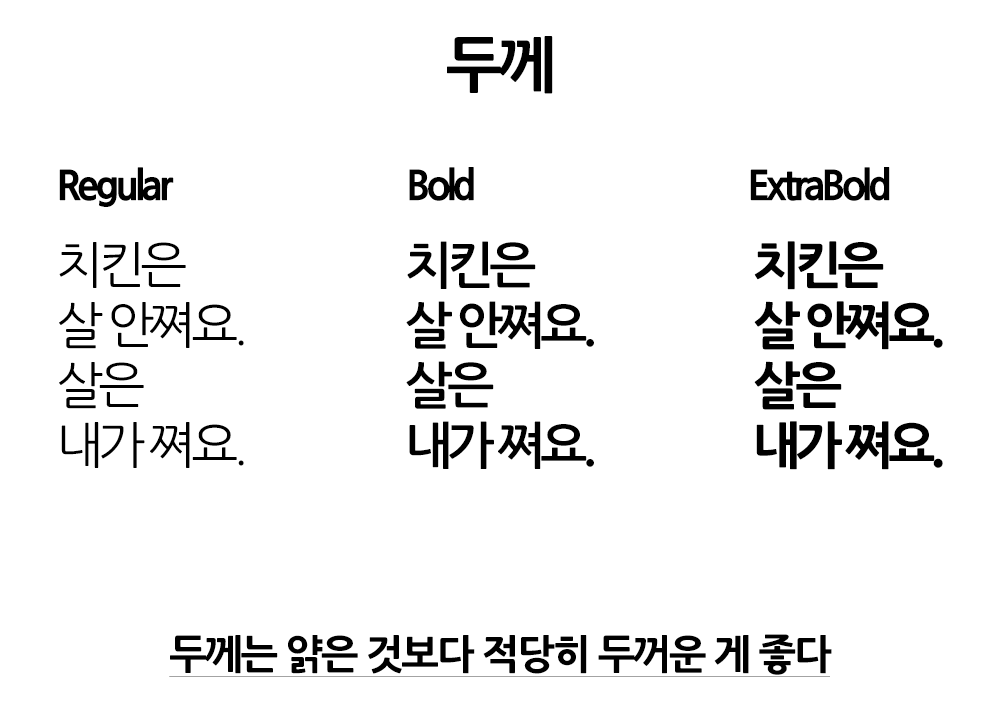 두께
Regular
치킨은
살 안쪄요.
살은
내가 쪄요.
Bold
치킨은
살 안쪄요.
살은
내가 쪄요.
ExtraBold
치킨은
살 안쪄요.
살은
내가 쪄요.
두께는 얇은 것보다 적당히 두꺼운 게 좋다